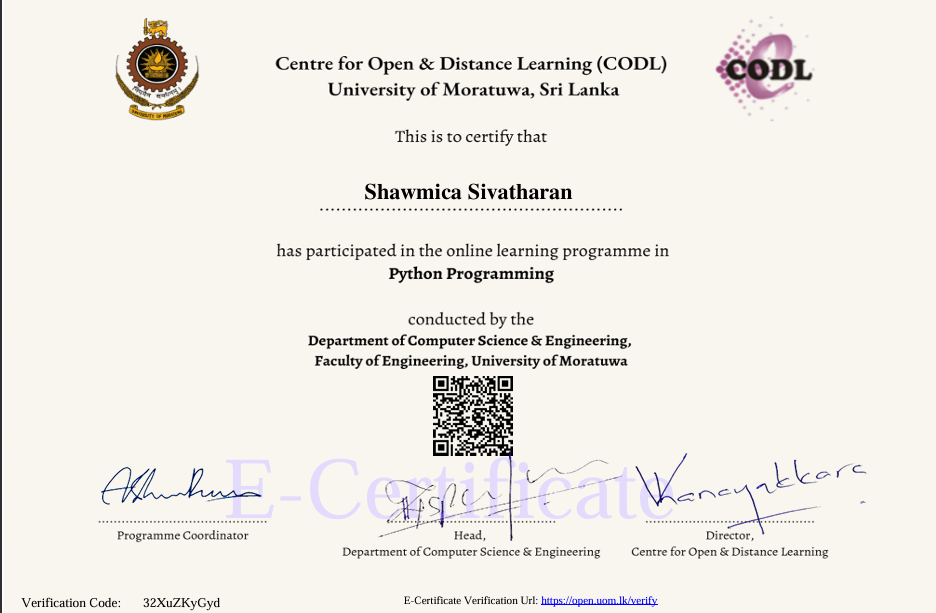 Centre for Open & Distance Learning (CODL)
University of Moratuwa, Sri Lanka
CODL
UNIVERSITY OF MORATUWA
This is to certify that
Shawmica Sivatharan
has participated in the online learning programme in
Python Programming
conducted by the
Department of Computer Science & Engineering,
Faculty of Engineering, University of Moratuwa
E-Certificate
Programme Coordinator
Head,
Department of Computer Science & Engineering
Director,
Centre for Open & Distance Learning
Verification Code: 32XuZKyGyd
E-Certificate Verification Url: https://open.uom.lk/verify